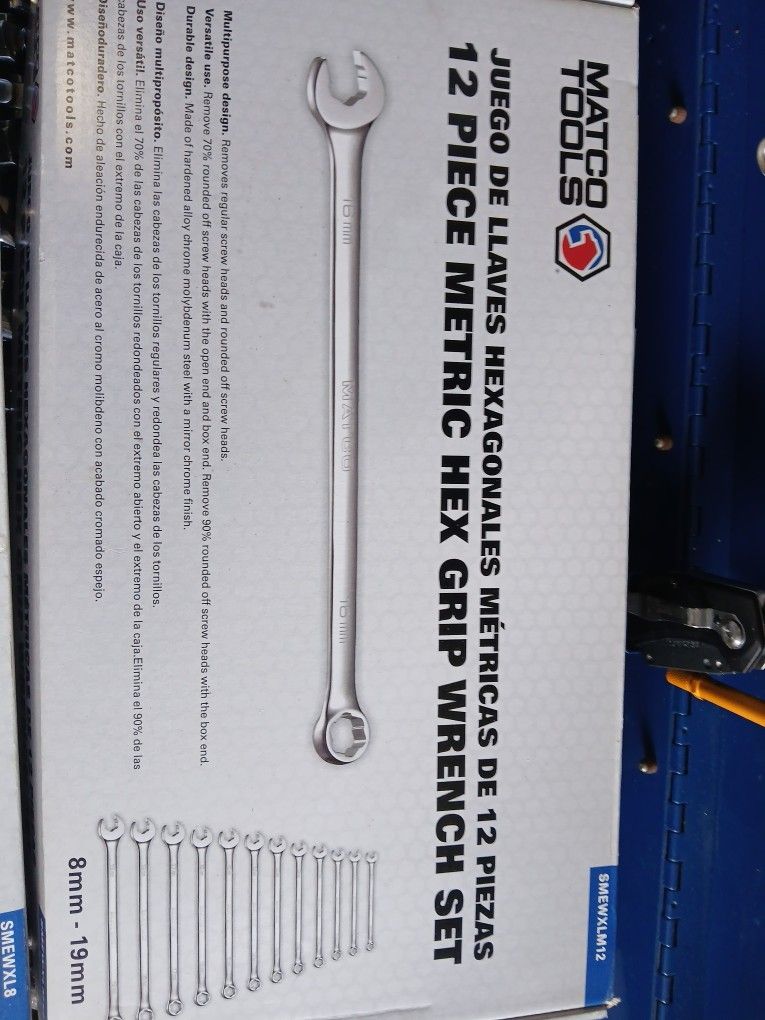 MATCO
TOOLS
SMEWXLM12
JUEGO DE LLAVES HEXAGONALES MÉTRICAS DE 12 PIEZAS
12 PIECE METRIC HEX GRIP WRENCH SET
16mm
MATCO
16mm
Multipurpose design. Removes regular screw heads and rounded off screw heads.
Versatile use. Remove 70% rounded off screw heads with the open end and box end. Remove 90% rounded off screw heads with the box end.
Durable design. Made of hardened alloy chrome molybdenum steel with a mirror chrome finish.
Diseño multipropósito. Elimina las cabezas de los tornillos regulares y redondea las cabezas de los tornillos.
Uso versátil. Elimina el 70% de las cabezas de los tornillos redondeados con el extremo abierto y el extremo de la caja.Elimina el 90% de las
cabezas de los tornillos con el extremo de la caja.
Diseñoduradero. Hecho de aleación endurecida de acero al cromo molibdeno con acabado cromado espejo.
www.matcotools.com
8mm - 19mm
SMEWXL8